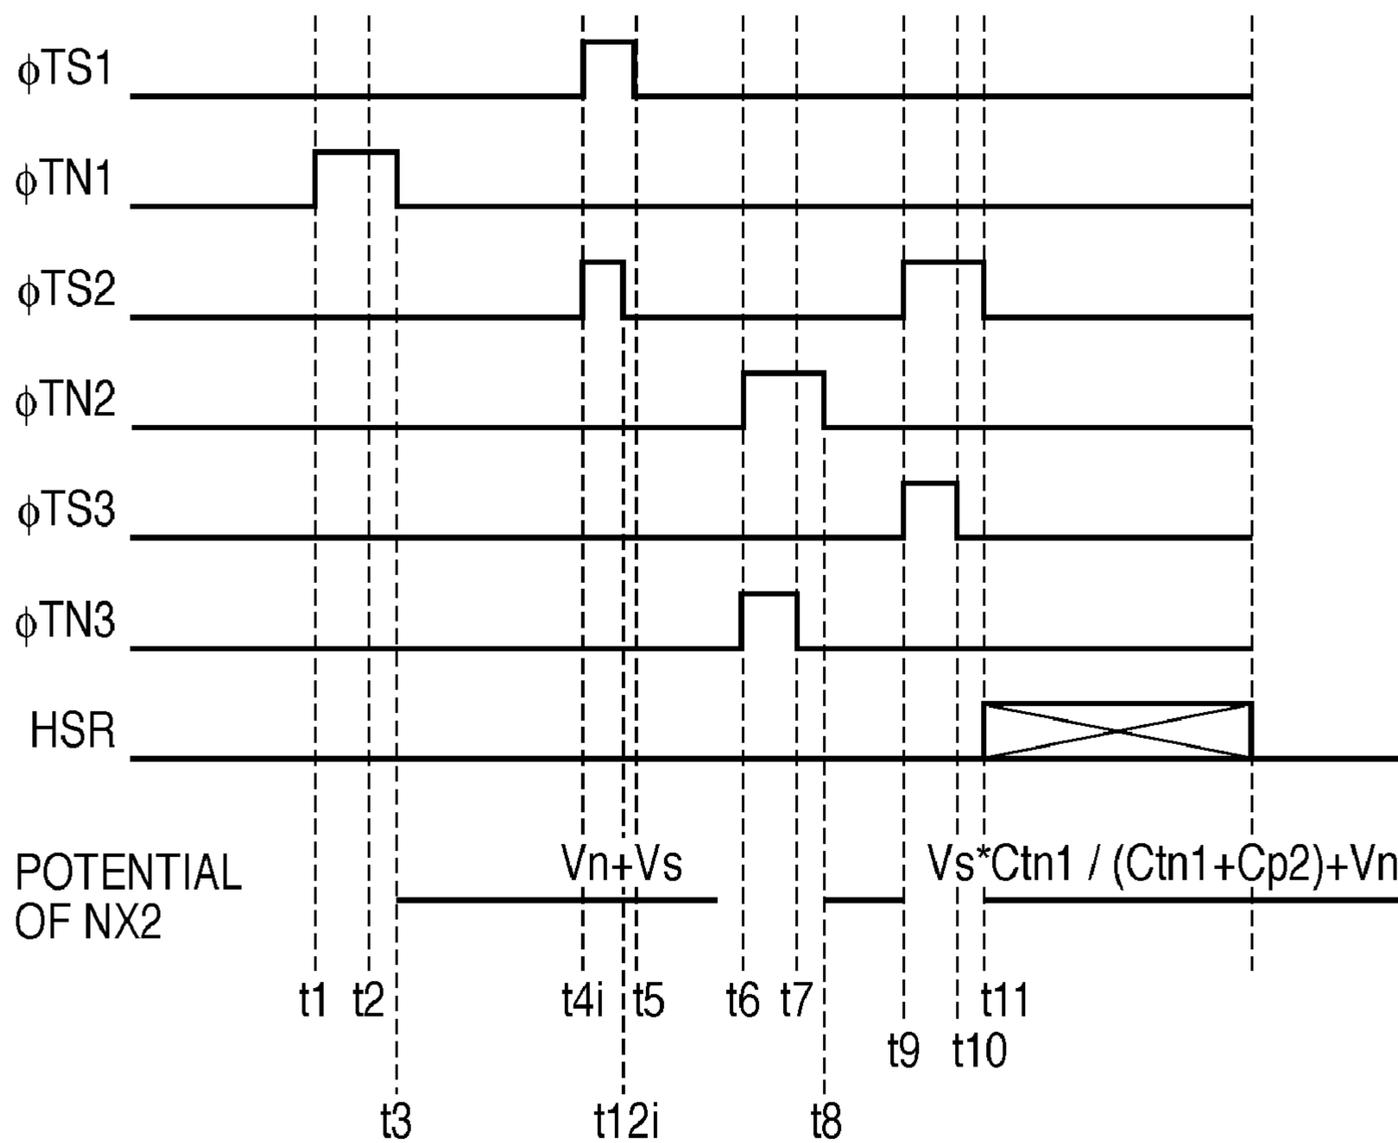 ϕTS1
ϕTN1
ϕTS2
ϕTN2
ϕTS3
ϕTN3
HSR
POTENTIAL
OF NX2
Vn+Vs
Vs*Ctn1 / (Ctn1+Cp2)+Vn
t1 t2 t4i t5 t6 t7 t11
t9 t10
t3 t12i t8